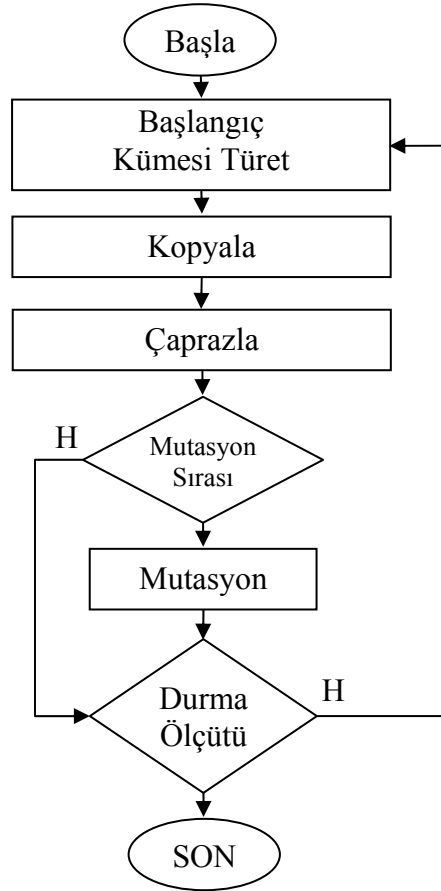 Başla
Başlangıç
Kümesi Türet
Kopyala
Çaprazla
H
Mutasyon
Sırası
Mutasyon
H
Durma
Ölçütü
SON